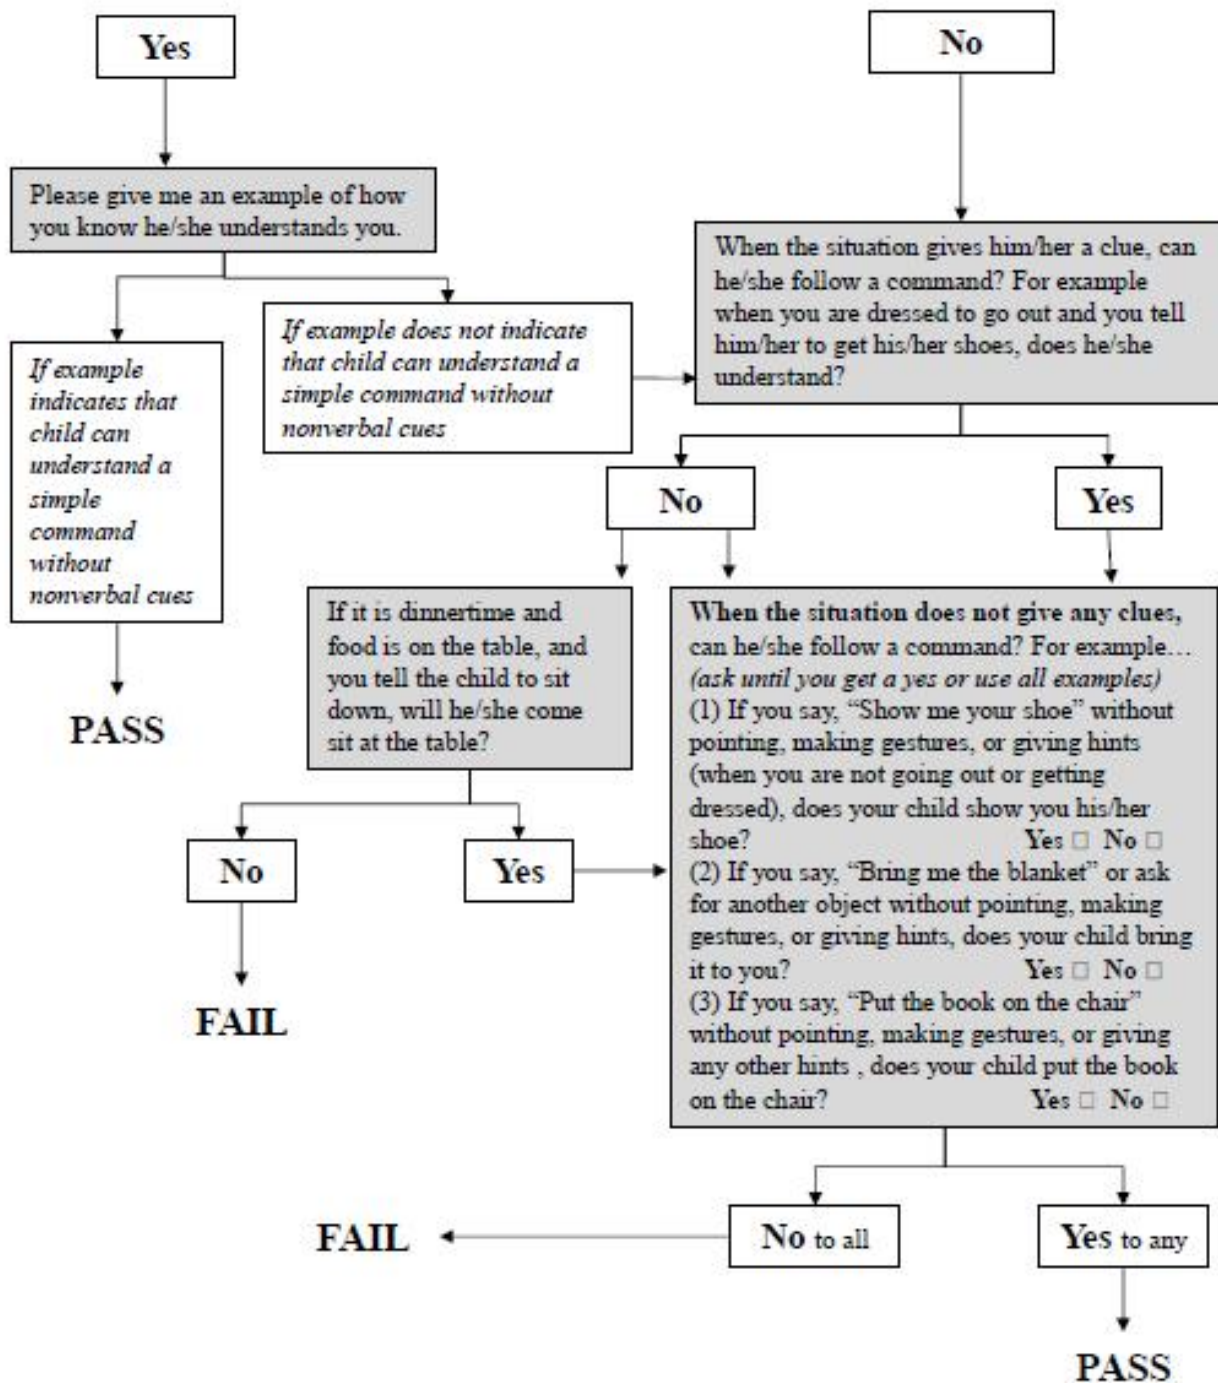 Yes
No
Please give me an example of how
you know he/she understands you.
When the situation gives him/her a clue, can
he/she follow a command? For example
when you are dressed to go out and you tell
him/her to get his/her shoes, does he/she
understand?
If example does not indicate
that child can understand a
simple command without
nonverbal cues
If example
indicates that
child can
understand a
simple
command
without
nonverbal cues
No
Yes
If it is dinnertime and
food is on the table, and
you tell the child to sit
down, will he/she come
sit at the table?
When the situation does not give any clues,
can he/she follow a command? For example…
(ask until you get a yes or use all examples)
(1) If you say, “Show me your shoe” without
pointing, making gestures, or giving hints
(when you are not going out or getting
dressed), does your child show you his/her
shoe? Yes □ No □
(2) If you say, “Bring me the blanket” or ask
for another object without pointing, making
gestures, or giving hints, does your child bring
it to you? Yes □ No □
(3) If you say, “Put the book on the chair”
without pointing, making gestures, or giving
any other hints , does your child put the book
on the chair? Yes □ No □
PASS
No
Yes
FAIL
No to all
Yes to any
FAIL
PASS